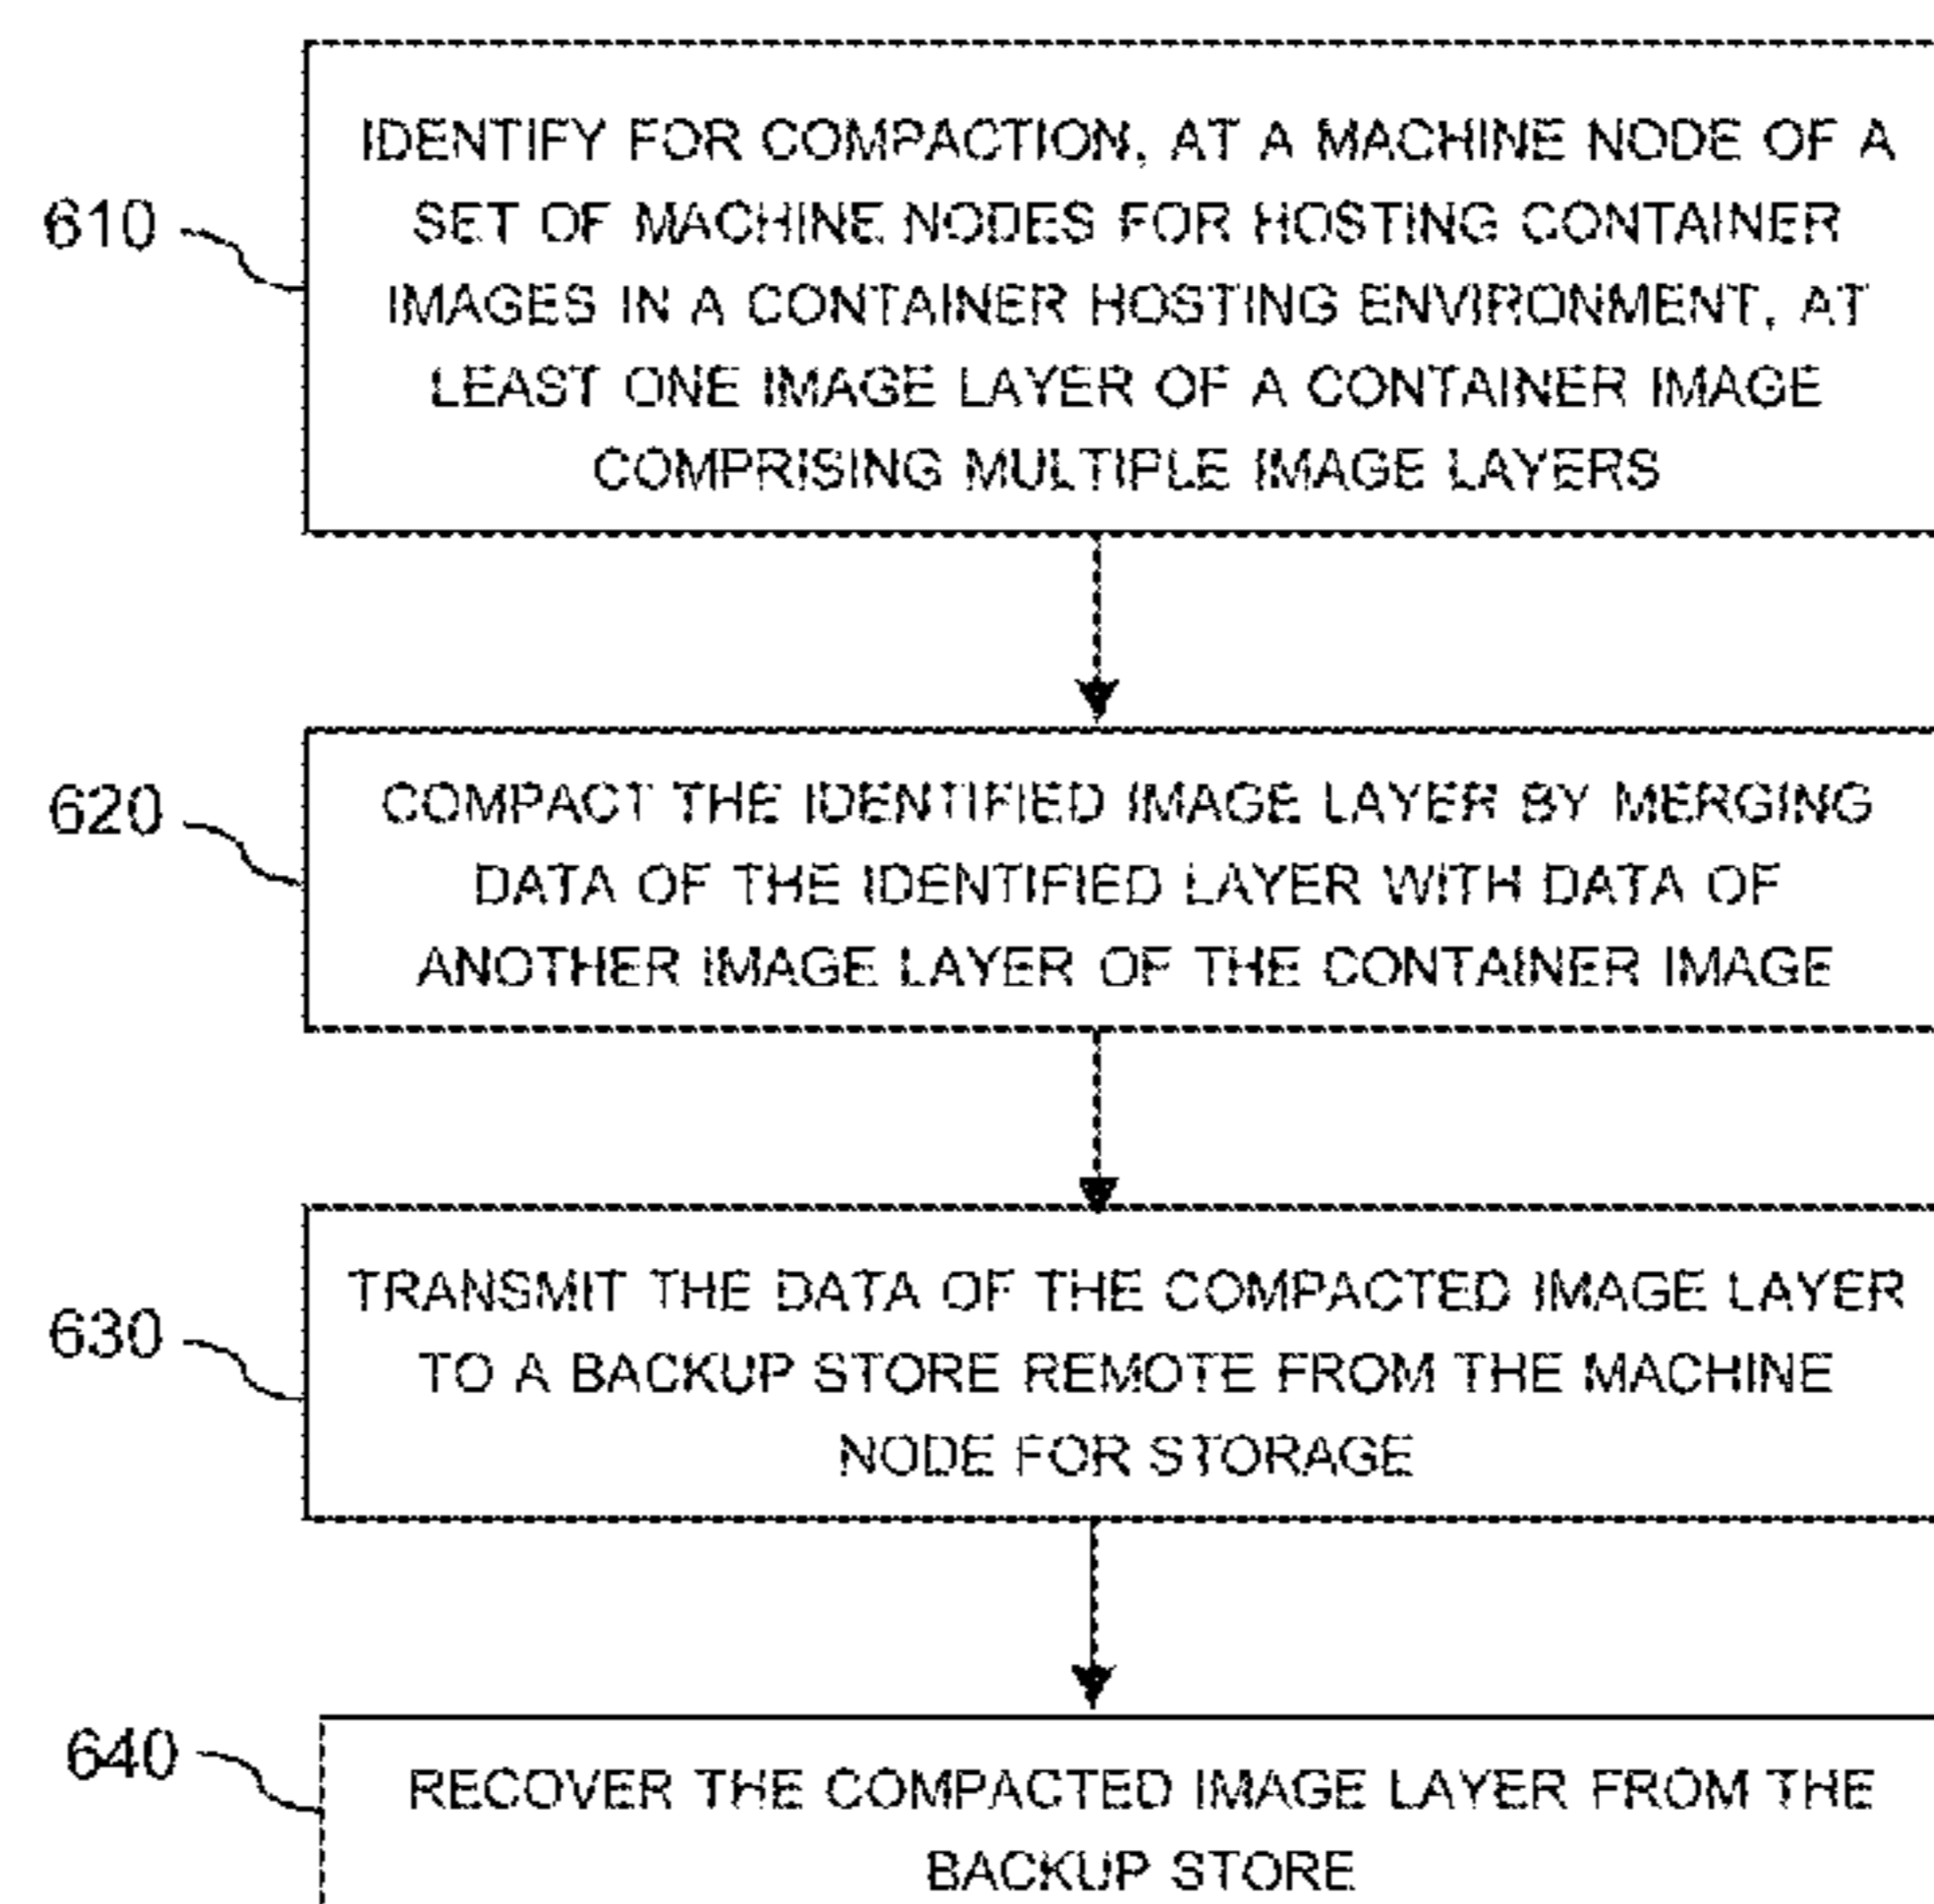 610
IDENTIFY FOR COMPACTION, AT A MACHINE NODE OF A
SET OF MACHINE NODES FOR HOSTING CONTAINER
IMAGES IN A CONTAINER HOSTING ENVIRONMENT, AT
LEAST ONE IMAGE LAYER OF A CONTAINER IMAGE
COMPRISING MULTIPLE IMAGE LAYERS
620
COMPACT THE IDENTIFIED IMAGE LAYER BY MERGING
DATA OF THE IDENTIFIED LAYER WITH DATA OF
ANOTHER IMAGE LAYER OF THE CONTAINER IMAGE
630
TRANSMIT THE DATA OF THE COMPACTED IMAGE LAYER
TO A BACKUP STORE REMOTE FROM THE MACHINE
NODE FOR STORAGE
640
RECOVER THE COMPACTED IMAGE LAYER FROM THE
BACKUP STORE